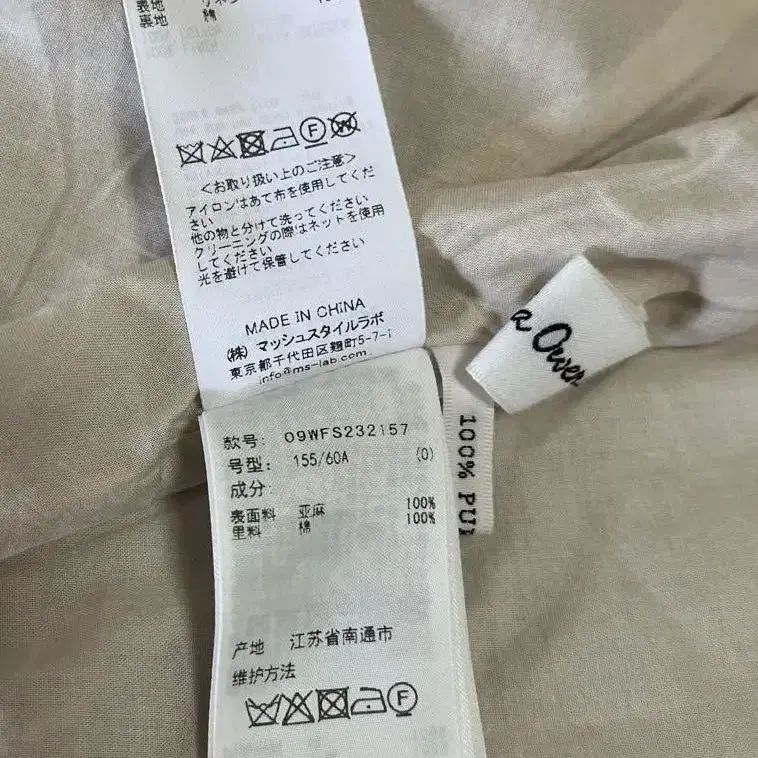 表地 リネン
裏地 綿
<お取り扱い上のご注意>
アイロンはあて布を使用してくだ
さい
他の物と分けて洗ってください
クリーニングの際はネットを使用
してください
光を避けて保管してください
MADE IN CHINA
(株) マッシュスタイルラボ
東京都千代田区麹町5-7-1
info@ms-lab.com
a Owen
100% PU
款号: 09WFS232157
号型: 155/60A (0)
成分:
表面料 亚麻 100%
里料 棉 100%
产地 江苏省南通市
维护方法